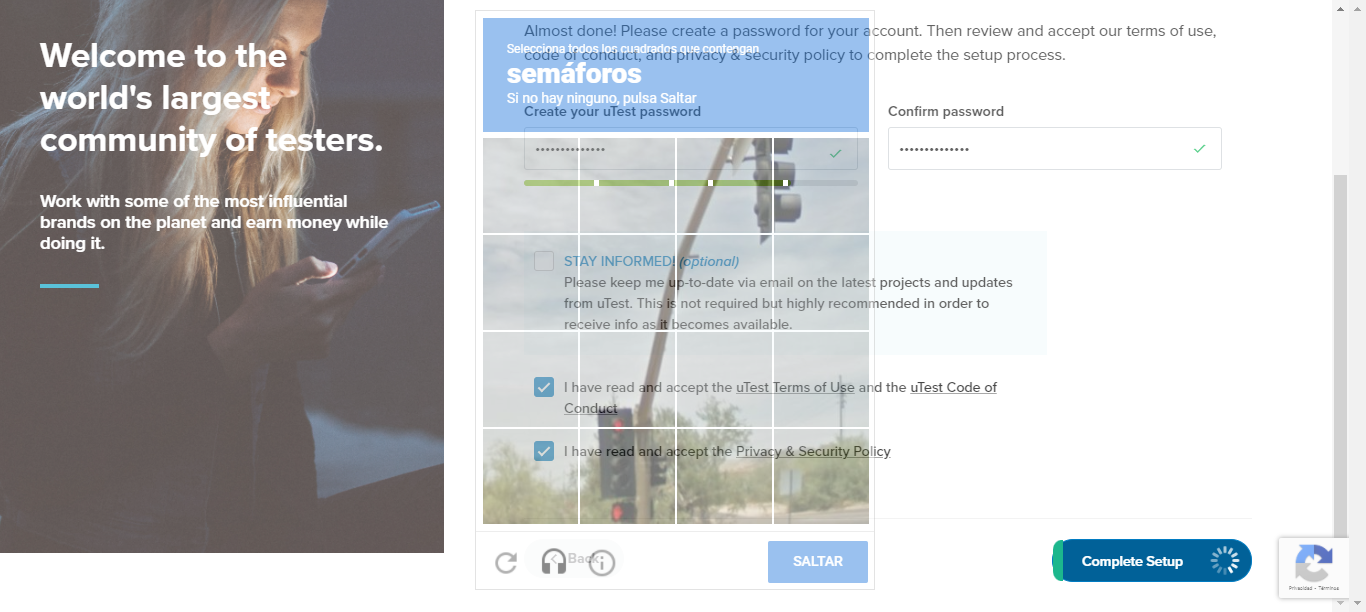 Welcome to the
world's largest
community of testers.
Work with some of the most influential
brands on the planet and earn money while
doing it.
Almost done! Please create a password for your account. Then review and accept our terms of use,
code of conduct, and privacy & security policy to complete the setup process.
Selecciona todos los cuadrados que contengan
semáforos
Si no hay ninguno, pulsa Saltar
Create your uTest password
Confirm password
STAY INFORMED! (optional)
Please keep me up-to-date via email on the latest projects and updates
from uTest. This is not required but highly recommended in order to
receive info as it becomes available.
I have read and accept the uTest Terms of Use and the uTest Code of
Conduct
I have read and accept the Privacy & Security Policy
Back
SALTAR
Complete Setup
Privacidad - Términos